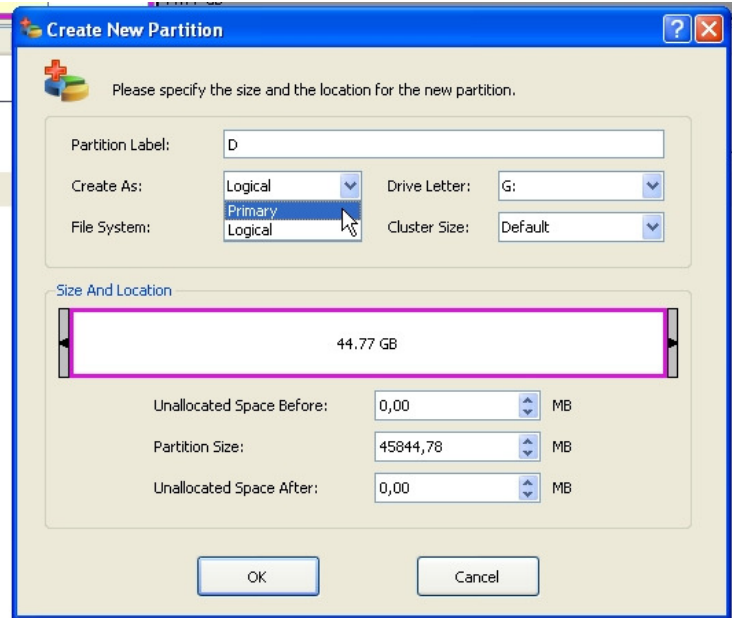 Create New Partition
Please specify the size and the location for the new partition.
Partition Label: D
Create As: Logical Drive Letter: G:
Primary
File System: Logical Cluster Size: Default
Size And Location
44.77 GB
Unallocated Space Before: 0,00 MB
Partition Size: 45844,78 MB
Unallocated Space After: 0,00 MB
OK Cancel